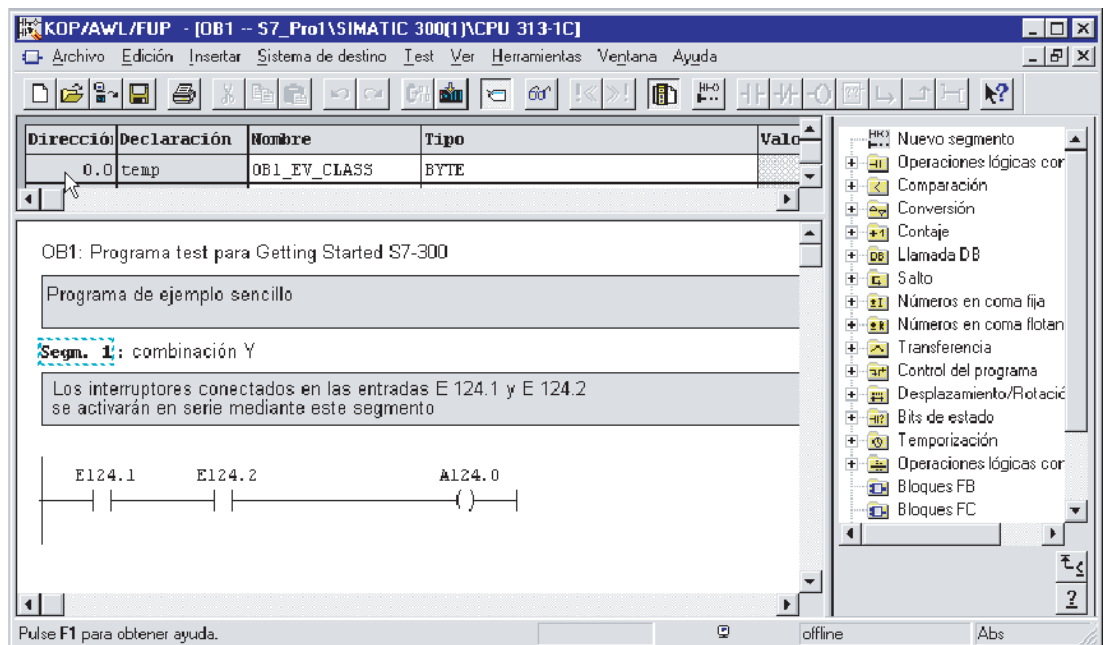 KOP/AWL/FUP - [OB1 -- S7_Pro1\SIMATIC 300(1)\CPU 313-1C]
Archivo Edición Insertar Sistema de destino Test Ver Herramientas Ventana Ayuda
Direcció Declaración Nombre Tipo Valo
0.0 temp OB1_EV_CLASS BYTE
OB1: Programa test para Getting Started S7-300
Programa de ejemplo sencillo
Segm. 1: combinación Y
Los interruptores conectados en las entradas E 124.1 y E 124.2
se activarán en serie mediante este segmento
E124.1 E124.2 A124.0
Nuevo segmento
Operaciones lógicas cor
Comparación
Conversión
Contaje
Llamada DB
Salto
Números en coma fija
Números en coma flotan
Transferencia
Control del programa
Desplazamiento/Rotació
Bits de estado
Temporización
Operaciones lógicas cor
Bloques FB
Bloques FC
Pulse F1 para obtener ayuda. offline Abs